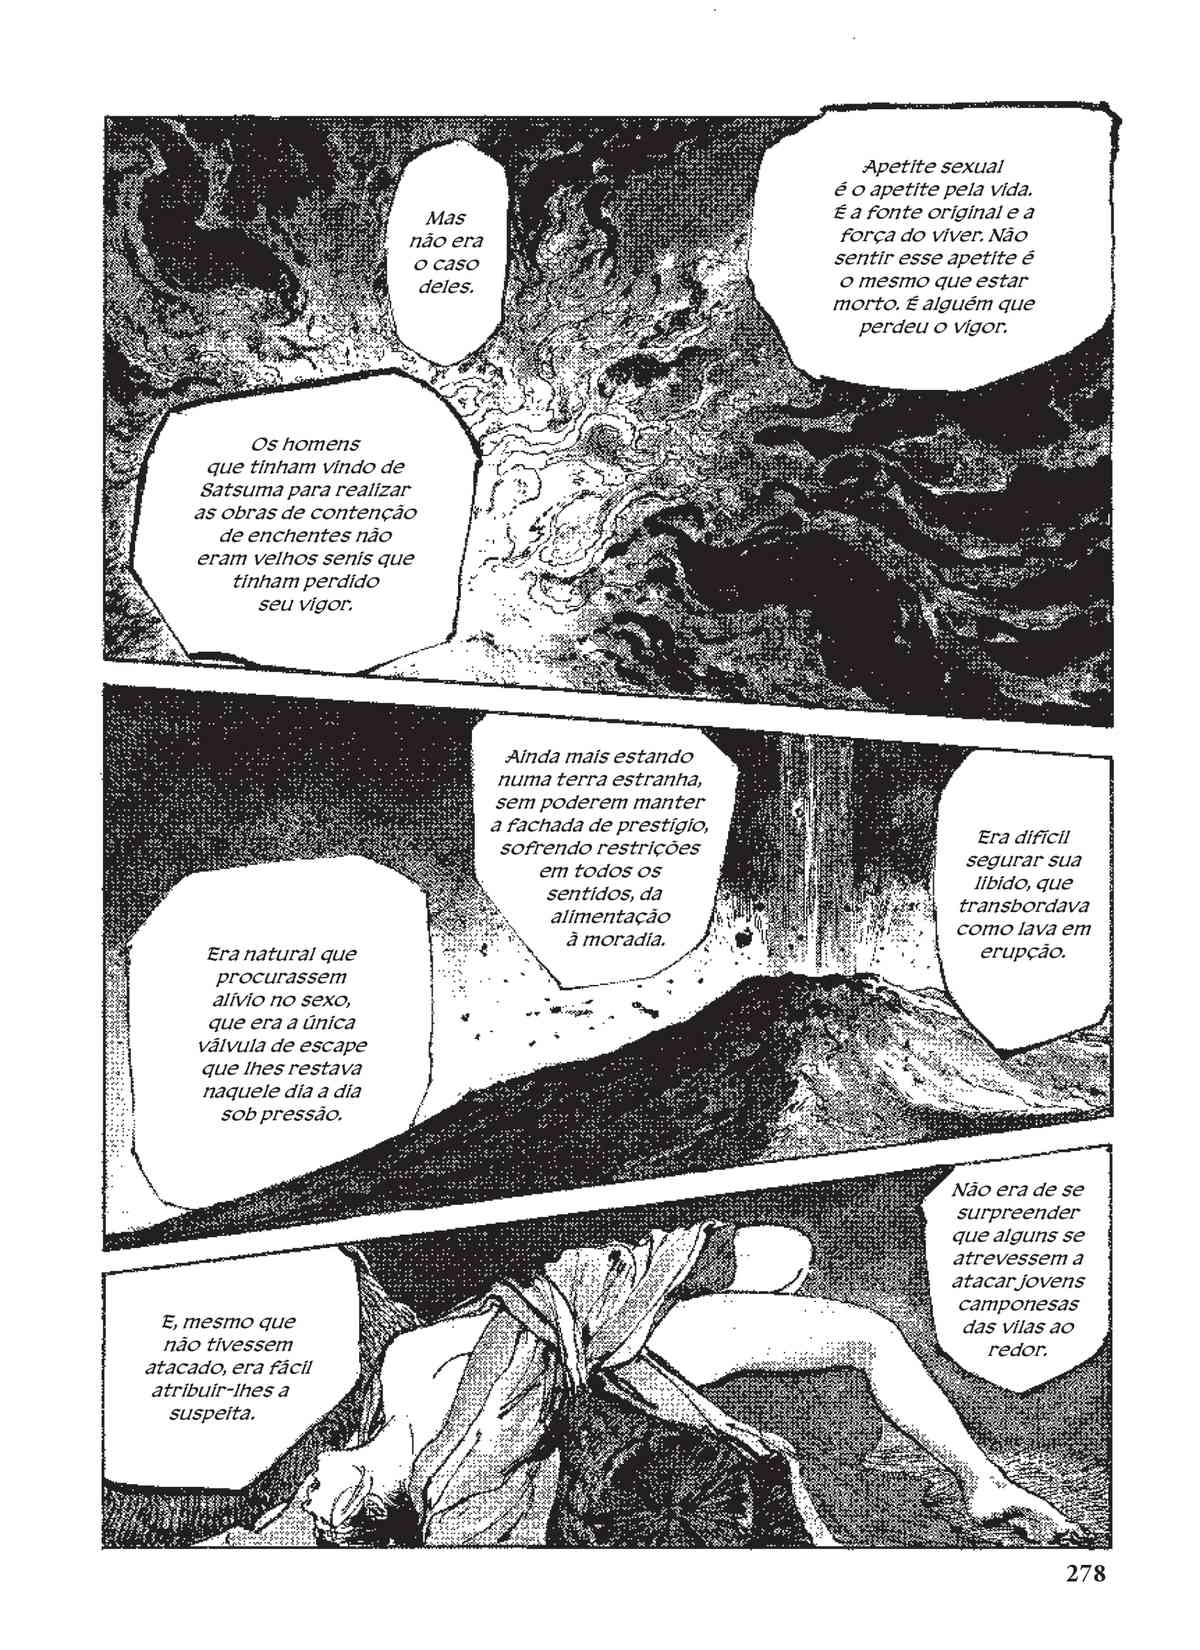 Apetite sexual
é o apetite pela vida.
É a fonte original e a
força do viver. Não
sentir esse apetite é
o mesmo que estar
morto. É alguém que
perdeu o vigor.
Mas
não era
o caso
deles.
Os homens
que tinham vindo de
Satsuma para realizar
as obras de contenção
de enchentes não
eram velhos senis que
tinham perdido
seu vigor.
Era difícil
segurar sua
libido, que
transbordava
como lava em
erupção.
Ainda mais estando
numa terra estranha,
sem poderem manter
a fachada de prestígio,
sofrendo restrições
em todos os
sentidos, da
alimentação
à moradia.
Era natural que
procurassem
alívio no sexo,
que era a única
válvula de escape
que lhes restava
naquele dia a dia
sob pressão.
Não era de se
surpreender
que alguns se
atrevessem a
atacar jovens
camponesas
das vilas ao
redor.
E, mesmo que
não tivessem
atacado, era fácil
atribuir-lhes a
suspeita.
278